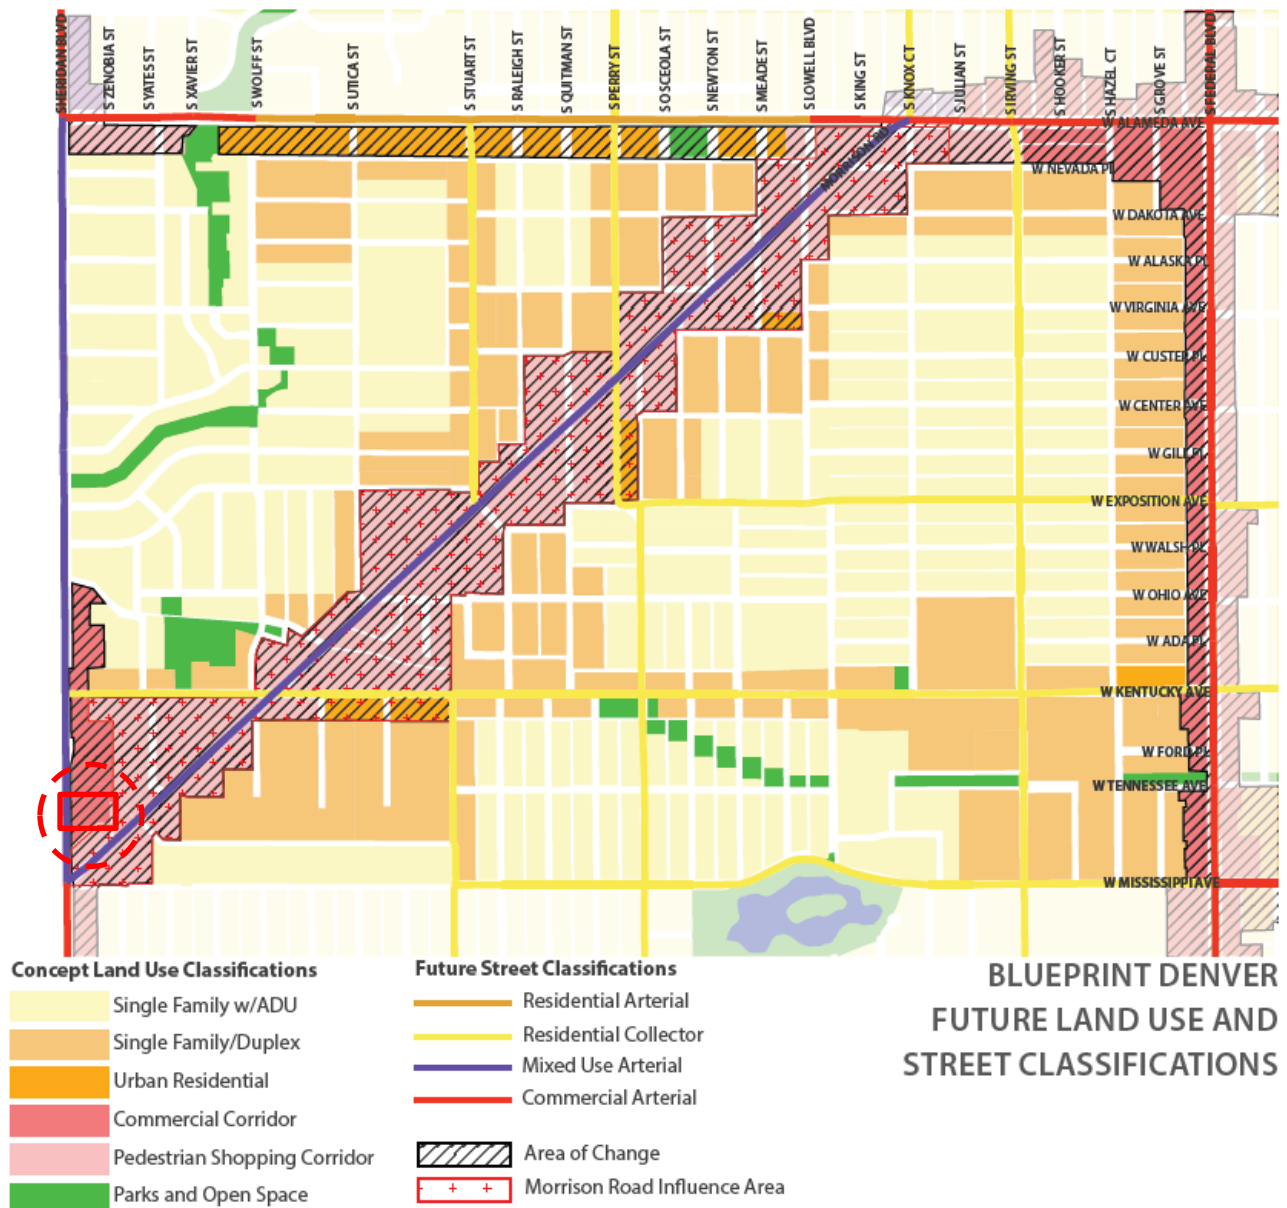 SHERIDAN BLVD
S ZENOBIA ST
S YATES ST
S XAVIER ST
S WOLFF ST
S UTICA ST
S STUART ST
S RALEIGH ST
S QUITMAN ST
S PERRY ST
S OSCEOLA ST
S NEWTON ST
S MEADE ST
S LOWELL BLVD
S KING ST
S KNOX CT
S JULIAN ST
S IRVING ST
S HOOKER ST
S HAZEL CT
S GROVE ST
S FEDERAL BLVD
W ALAMEDA AVE
MORRISON RD
W NEVADA PL
W DAKOTA AVE
W ALASKA PL
W VIRGINIA AVE
W CUSTER PL
W CENTER AVE
W GILL PL
W EXPOSITION AVE
W WALSH PL
W OHIO AVE
W ADA PL
W KENTUCKY AVE
W FORD PL
W TENNESSEE AVE
W MISSISSIPPI AVE
Concept Land Use Classifications
Single Family w/ADU
Single Family/Duplex
Urban Residential
Commercial Corridor
Pedestrian Shopping Corridor
Parks and Open Space
Future Street Classifications
Residential Arterial
Residential Collector
Mixed Use Arterial
Commercial Arterial
Area of Change
Morrison Road Influence Area
BLUEPRINT DENVER
FUTURE LAND USE AND
STREET CLASSIFICATIONS